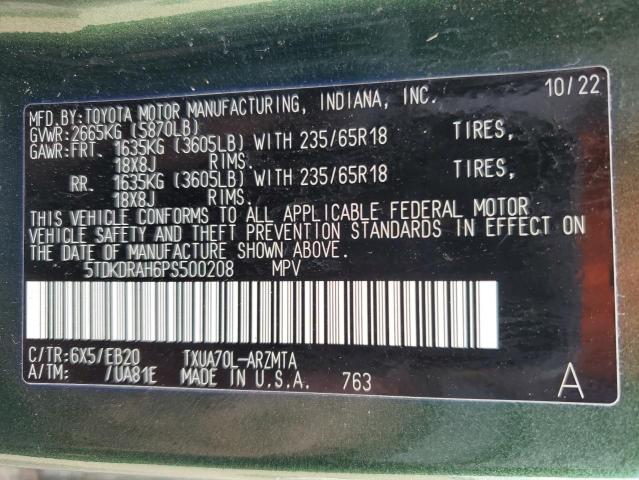 MFD.BY:TOYOTA MOTOR MANUFACTURING, INDIANA, INC. 10/22
GVWR:2665KG (5870LB)
GAWR:FRT. 1635KG (3605LB) WITH 235/65R18 TIRES,
18X8J RIMS.
RR. 1635KG (3605LB) WITH 235/65R18 TIRES,
18X8J RIMS.
THIS VEHICLE CONFORMS TO ALL APPLICABLE FEDERAL MOTOR
VEHICLE SAFETY AND THEFT PREVENTION STANDARDS IN EFFECT ON
THE DATE OF MANUFACTURE SHOWN ABOVE.
5TDKDRAH6PS500208 MPV
C/TR:6X5/EB20 TXUA70L-ARZMTA
A/TM: /UA81E MADE IN U.S.A. 763 A